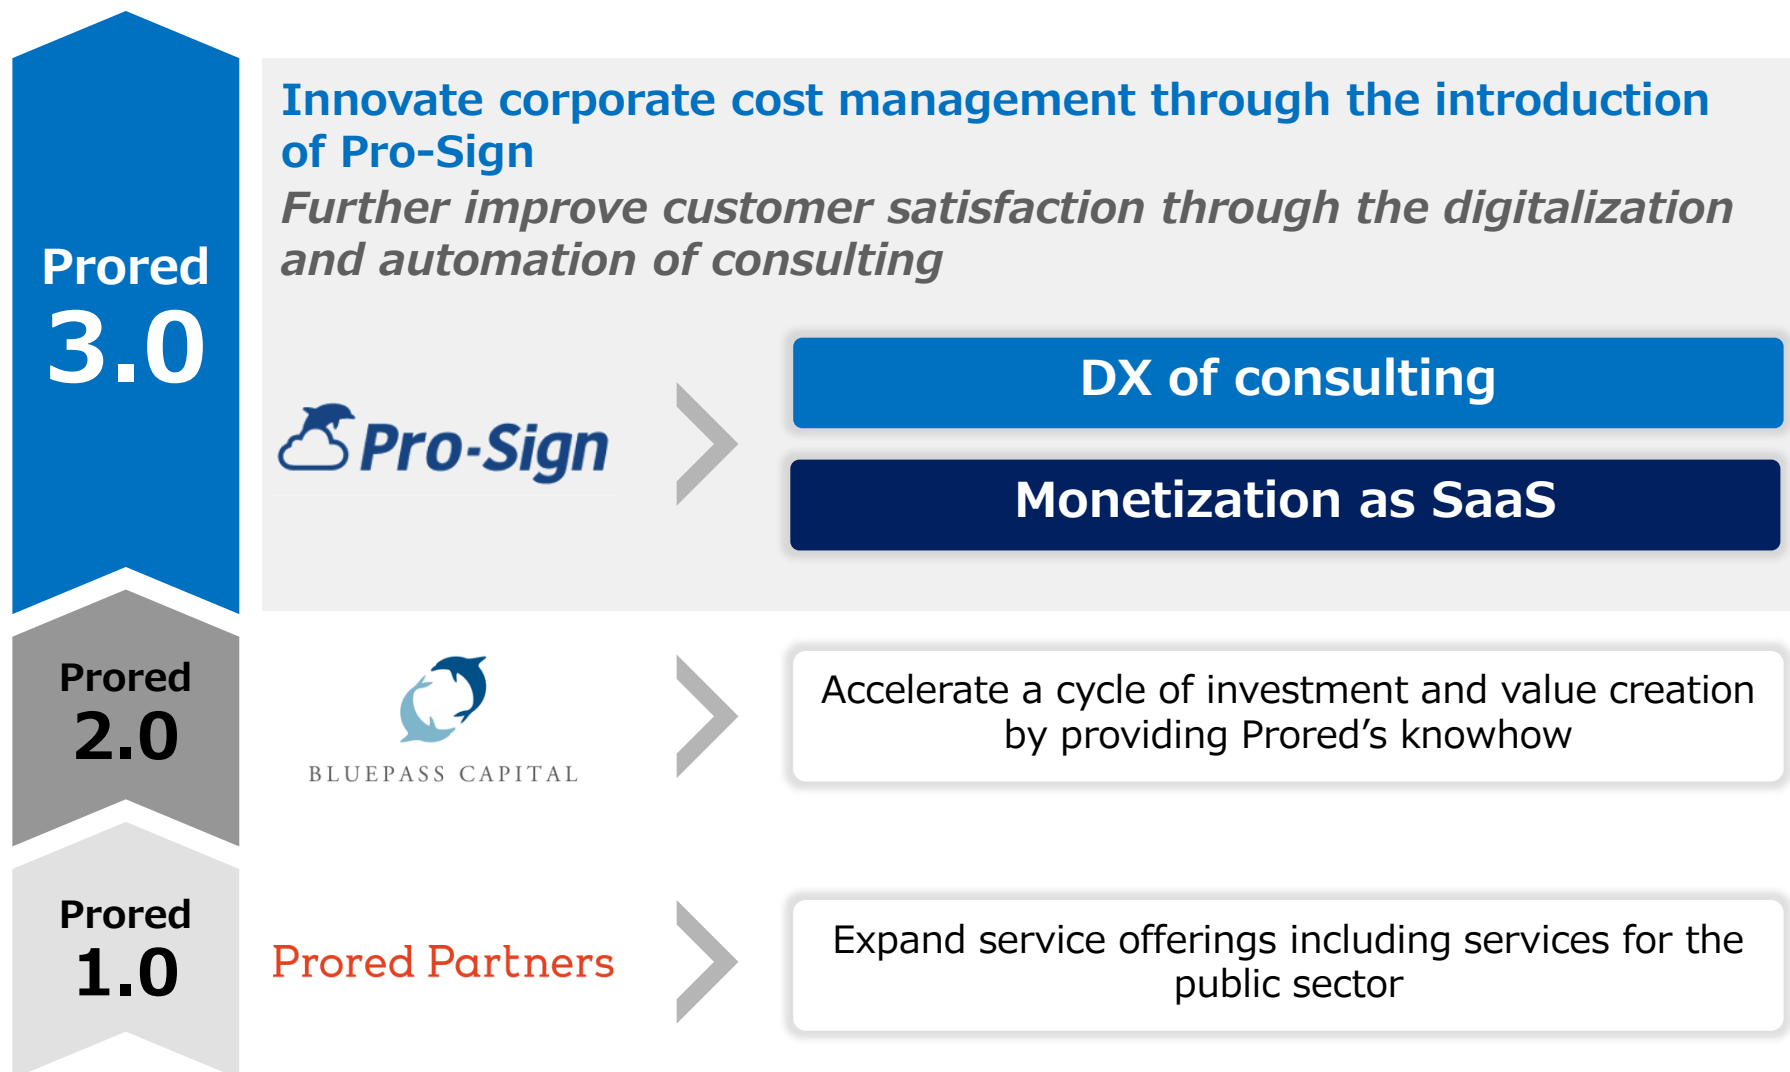 Prored
3.0
Innovate corporate cost management through the introduction
of Pro-Sign
Further improve customer satisfaction through the digitalization
and automation of consulting
Pro-Sign
DX of consulting
Monetization as SaaS
Prored
2.0
BLUEPASS CAPITAL
Accelerate a cycle of investment and value creation
by providing Prored’s knowhow
Prored
1.0
Prored Partners
Expand service offerings including services for the
public sector